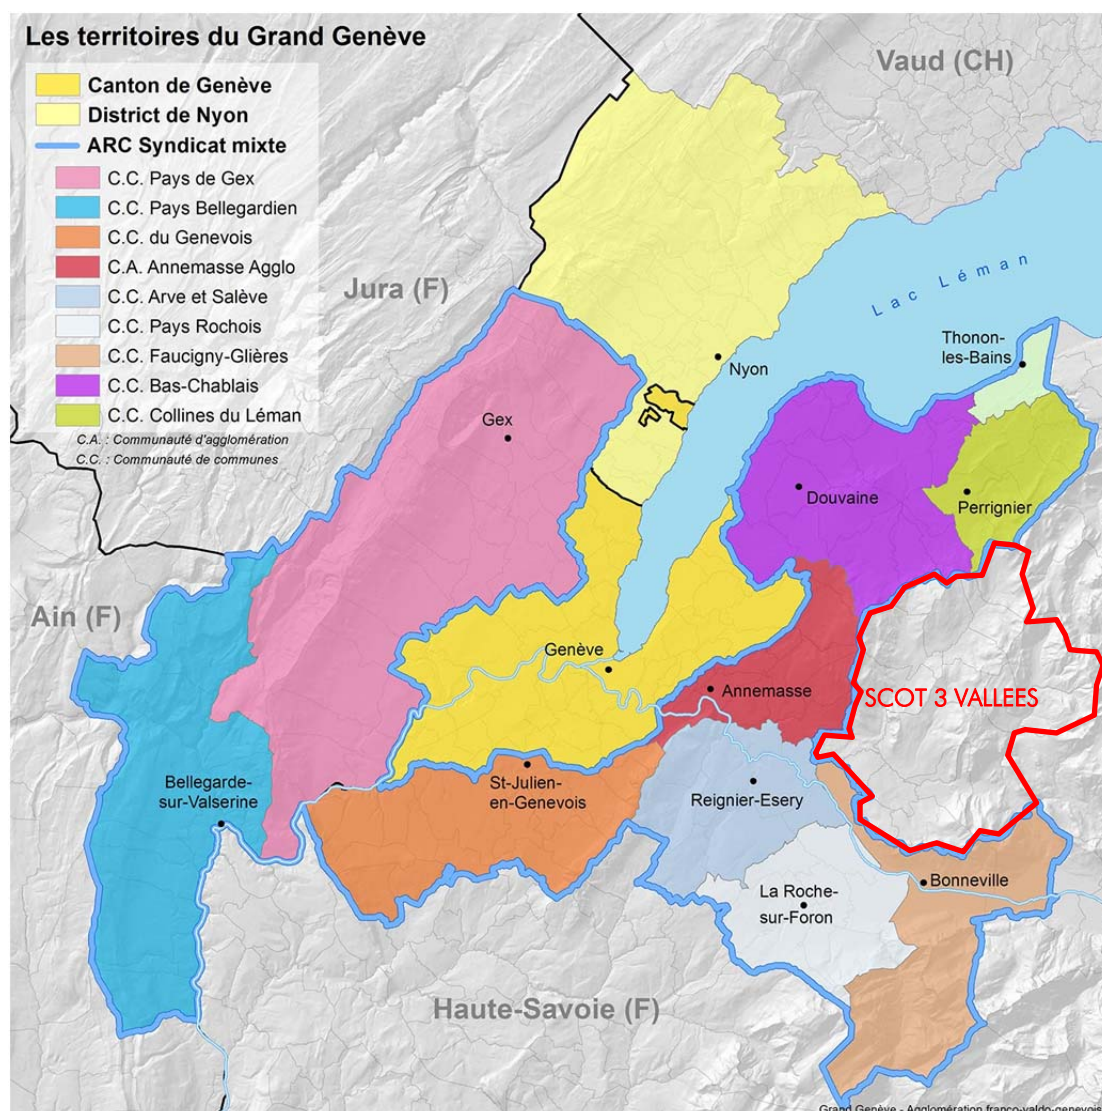 Les territoires du Grand Genève
Canton de Genève
District de Nyon
ARC Syndicat mixte
C.C. Pays de Gex
C.C. Pays Bellegardien
C.C. du Genevois
C.A. Annemasse Agglo
C.C. Arve et Salève
C.C. Pays Rochois
C.C. Faucigny-Glières
C.C. Bas-Chablais
C.C. Collines du Léman
C.A. : Communauté d'agglomération
C.C. : Communauté de communes
Vaud (CH)
Jura (F)
Lac Léman
Thonon-
les-Bains
Nyon
Gex
Douvaine
Perrignier
Ain (F)
Genève
Annemasse
SCOT 3 VALLEES
Bellegarde-
sur-Valserine
St-Julien-
en-Genevois
Reignier-Esery
Bonneville
La Roche-
sur-Foron
Haute-Savoie (F)
Grand Genève - Agglomération franco-valdo-genevois